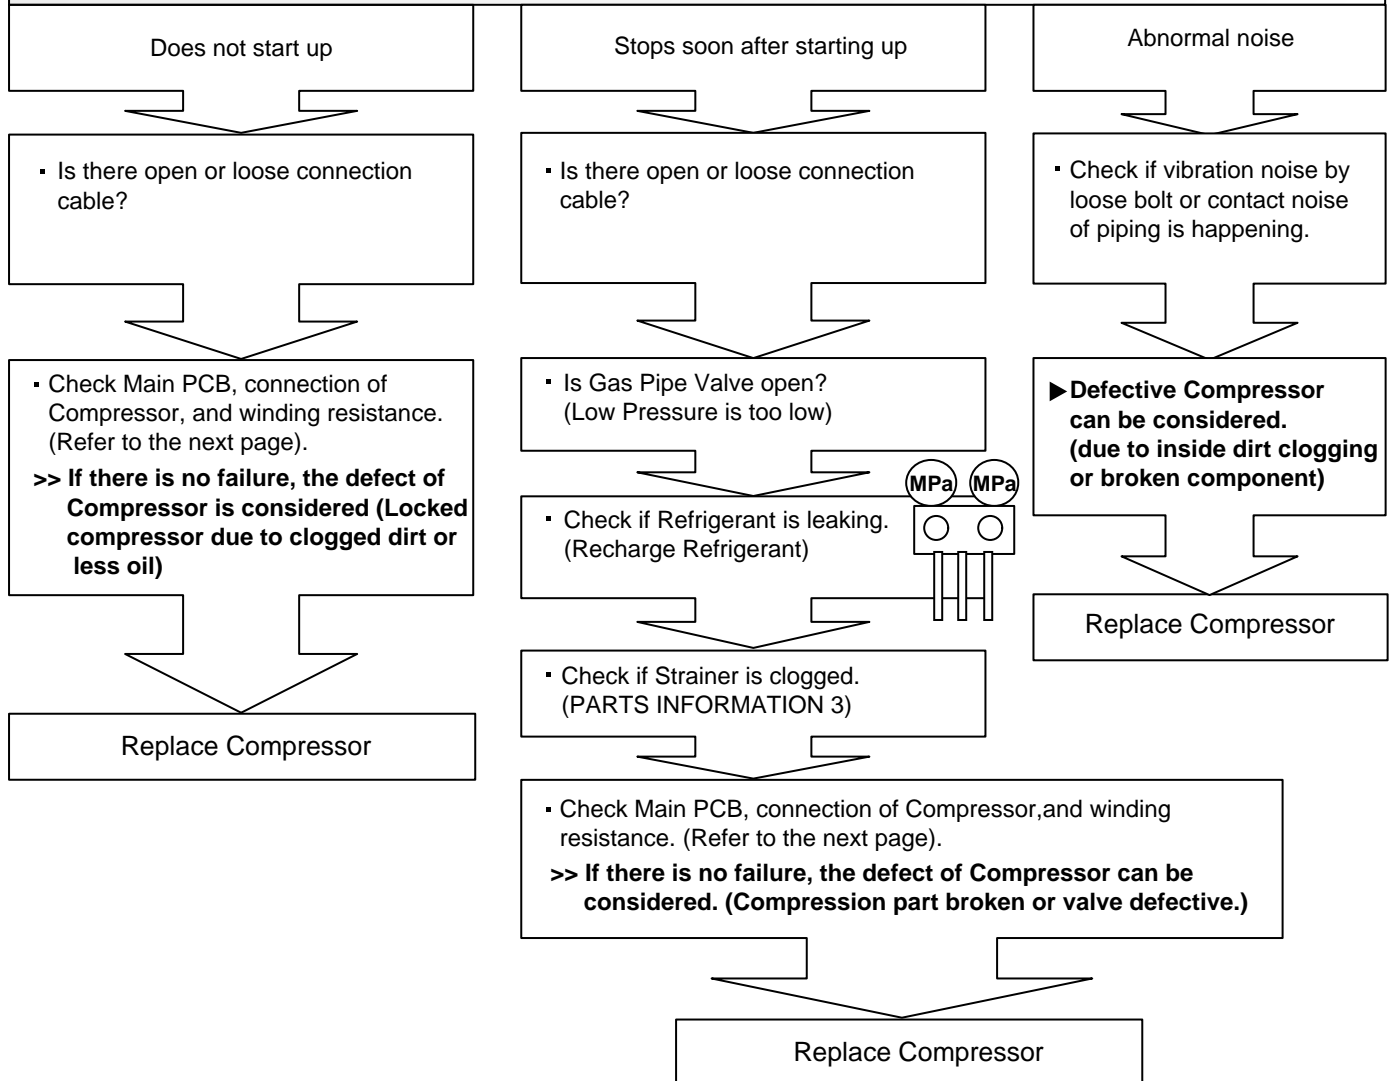 Does not start up
▪ Is there open or loose connection
cable?
▪ Check Main PCB, connection of
Compressor, and winding resistance.
(Refer to the next page).
>> If there is no failure, the defect of
Compressor is considered (Locked
compressor due to clogged dirt or
less oil)
Replace Compressor
Stops soon after starting up
▪ Is there open or loose connection
cable?
▪ Is Gas Pipe Valve open?
(Low Pressure is too low)
▪ Check if Refrigerant is leaking.
(Recharge Refrigerant)
MPa MPa
▪ Check if Strainer is clogged.
(PARTS INFORMATION 3)
▪ Check Main PCB, connection of Compressor,and winding
resistance. (Refer to the next page).
>> If there is no failure, the defect of Compressor can be
considered. (Compression part broken or valve defective.)
Replace Compressor
Abnormal noise
▪ Check if vibration noise by
loose bolt or contact noise
of piping is happening.
▶Defective Compressor
can be considered.
(due to inside dirt clogging
or broken component)
Replace Compressor